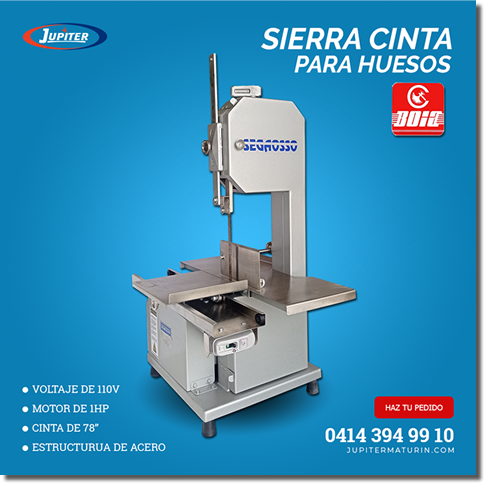 JUPITER
SIERRA CINTA
PARA HUESOS
BOIA
SEGAOSSO
VOLTAJE DE 110V
MOTOR DE 1HP
CINTA DE 78"
ESTRUCTURUA DE ACERO
HAZ TU PEDIDO
0414 394 99 10
JUPITERMATURIN.COM